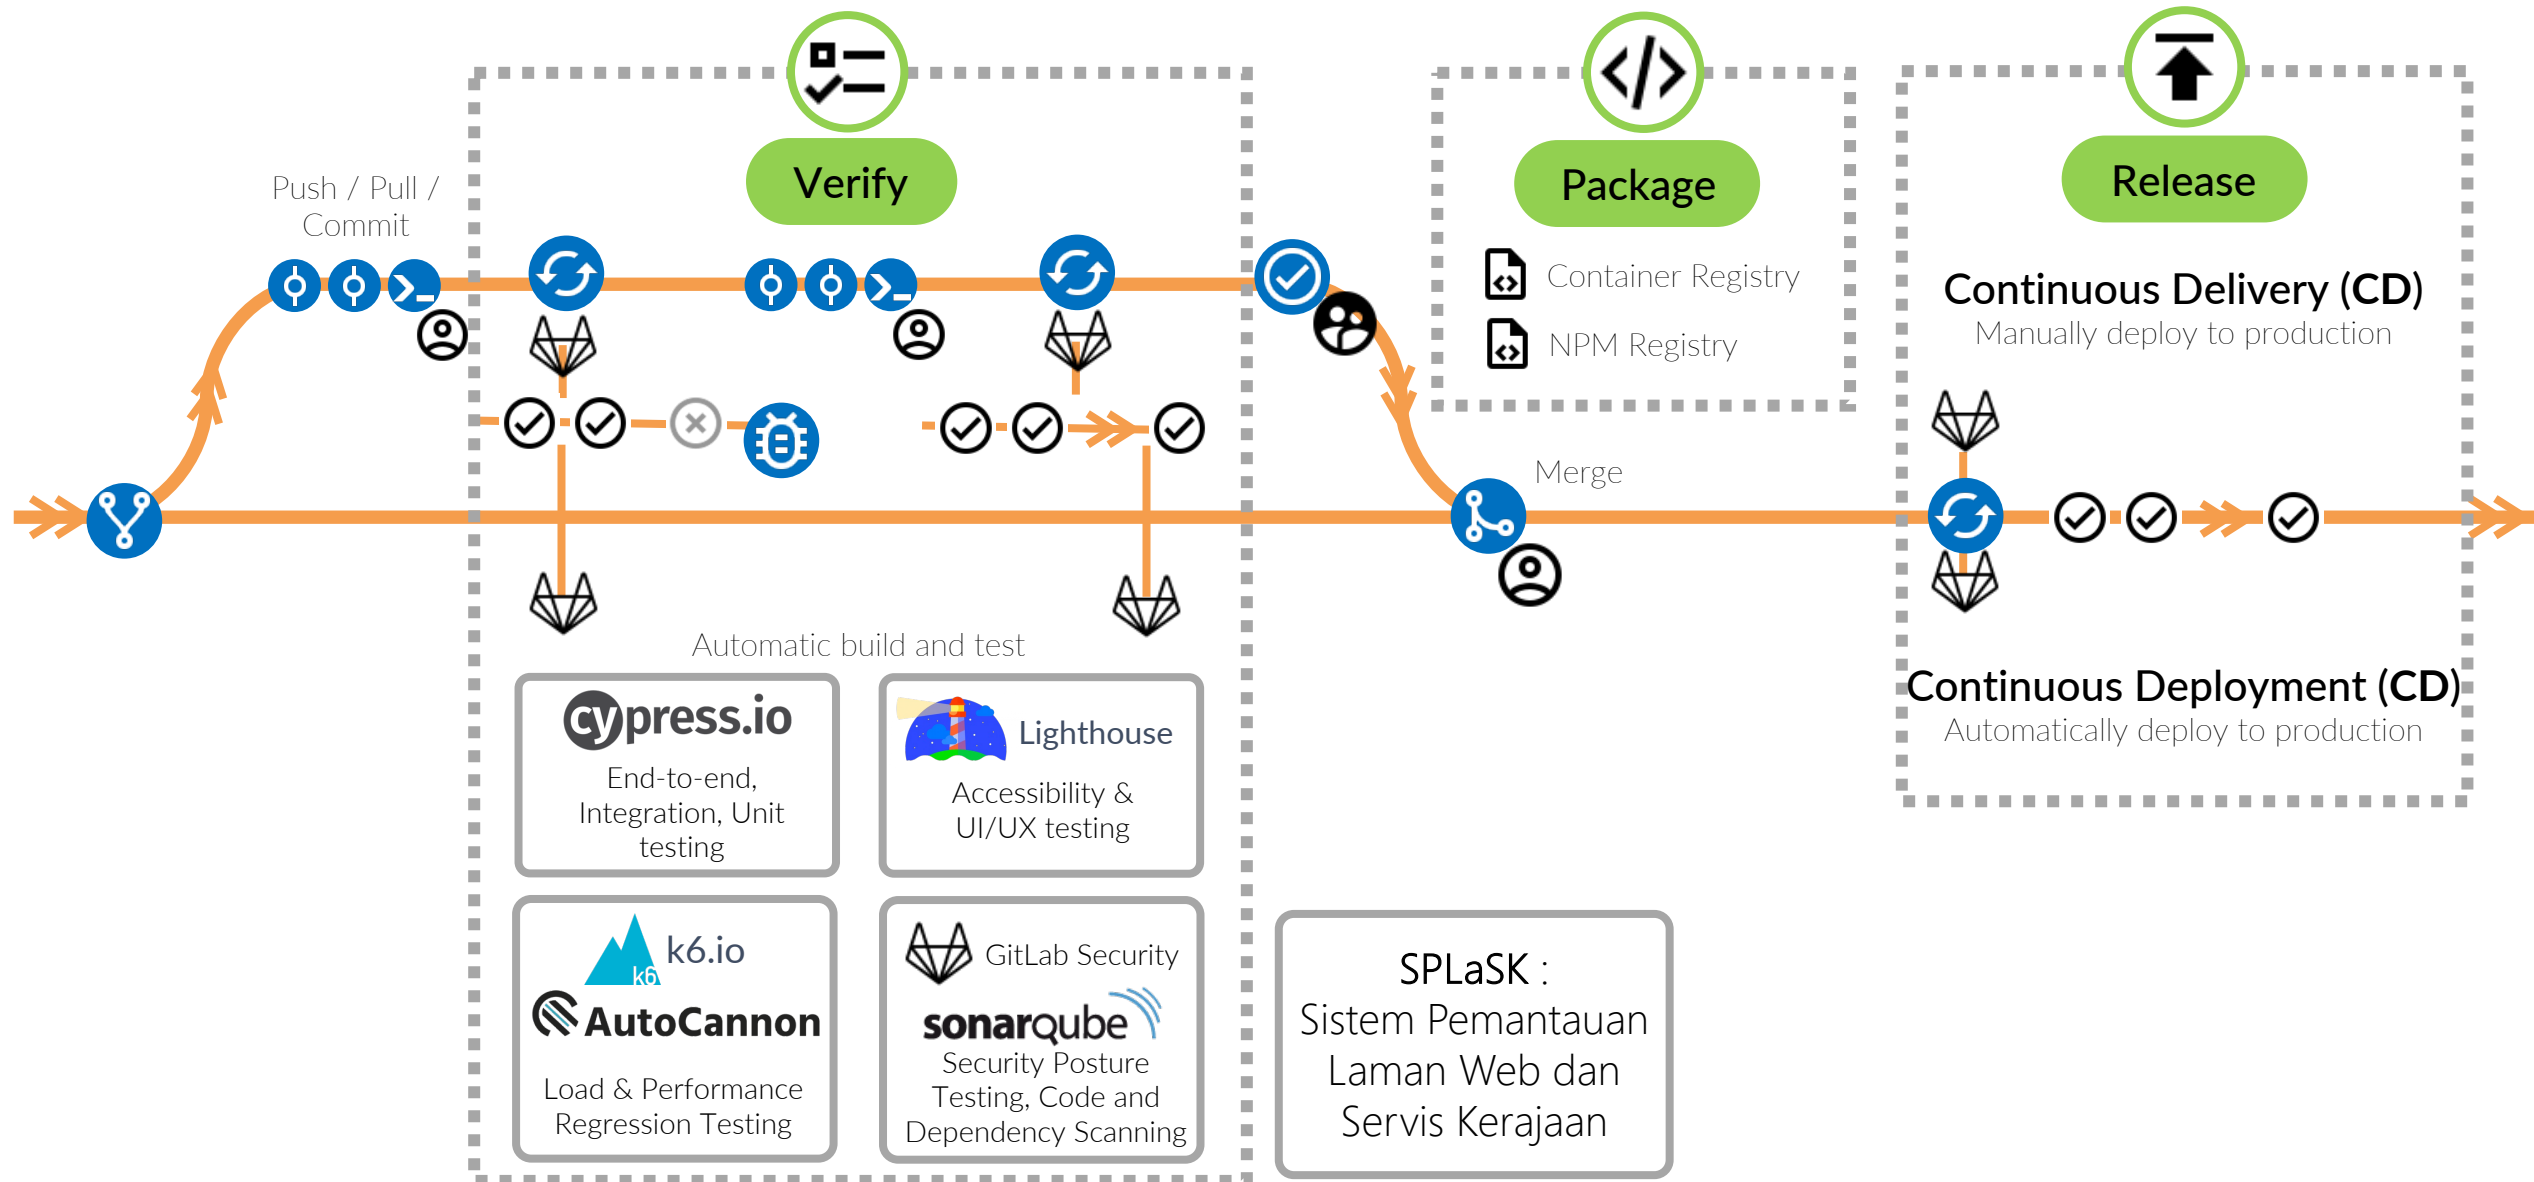 Verify
Package
Release
Push / Pull /
Commit
Container Registry
NPM Registry
Continuous Delivery (CD)
Manually deploy to production
Merge
Automatic build and test
Continuous Deployment (CD)
Automatically deploy to production
cypress.io
End-to-end,
Integration, Unit
testing
Lighthouse
Accessibility &
UI/UX testing
k6
k6.io
AutoCannon
Load & Performance
Regression Testing
GitLab Security
sonarqube
Security Posture
Testing, Code and
Dependency Scanning
SPLaSK :
Sistem Pemantauan
Laman Web dan
Servis Kerajaan